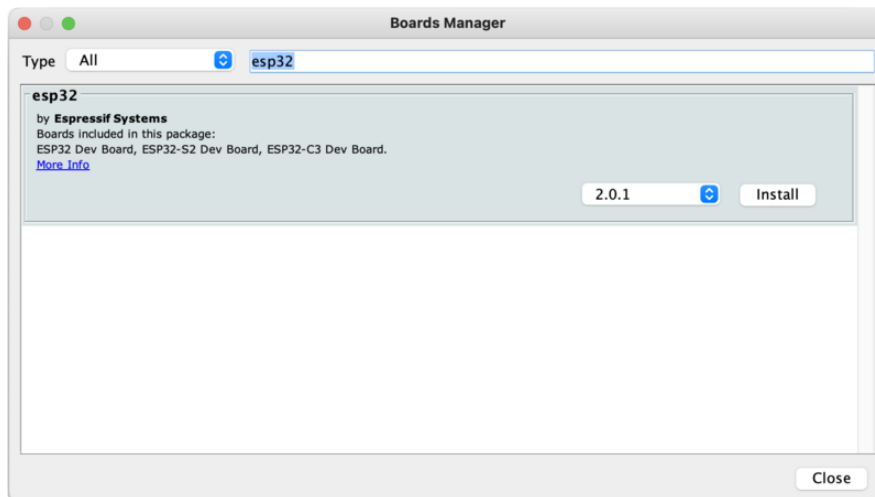 Boards Manager
Type All esp32
esp32
by Espressif Systems
Boards included in this package:
ESP32 Dev Board, ESP32-S2 Dev Board, ESP32-C3 Dev Board.
More Info
2.0.1 Install
Close